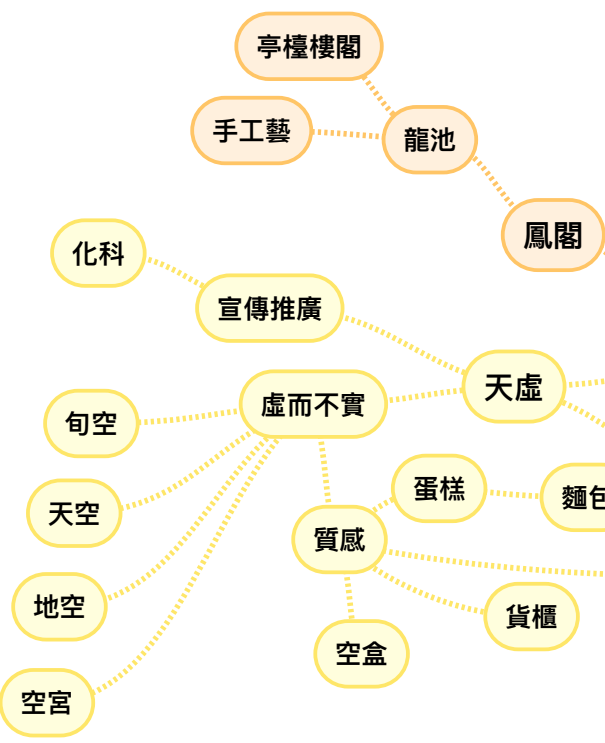 亭檯樓閣
手工藝
龍池
鳳閣
化科
宣傳推廣
天虛
虛而不實
旬空
蛋糕
麵包
天空
質感
地空
貨櫃
空盒
空宮